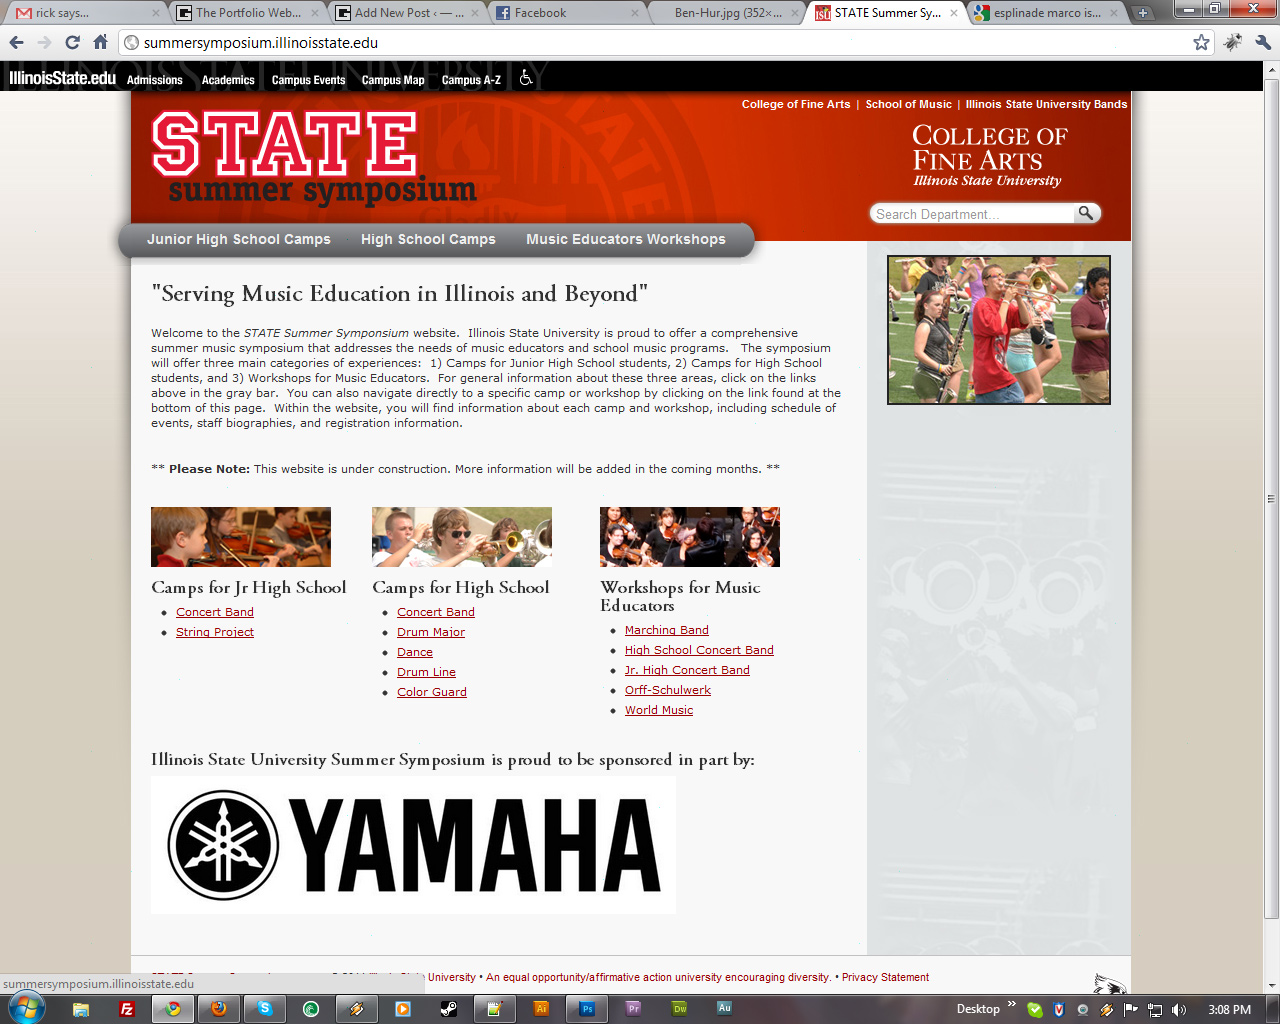 rick says...
The Portfolio Web...
Add New Post ‹ — ...
Facebook
Ben-Hur.jpg (352×...
STATE Summer Sy...
esplinade marco is...
summersymposium.illinoisstate.edu
IllinoisState.edu Admissions Academics Campus Events Campus Map Campus A-Z
College of Fine Arts | School of Music | Illinois State University Bands
STATE
summer symposium
COLLEGE OF
FINE ARTS
Illinois State University
Search Department...
Junior High School Camps High School Camps Music Educators Workshops
"Serving Music Education in Illinois and Beyond"
Welcome to the STATE Summer Symponsium website. Illinois State University is proud to offer a comprehensive
summer music symposium that addresses the needs of music educators and school music programs. The symposium
will offer three main categories of experiences: 1) Camps for Junior High School students, 2) Camps for High School
students, and 3) Workshops for Music Educators. For general information about these three areas, click on the links
above in the gray bar. You can also navigate directly to a specific camp or workshop by clicking on the link found at the
bottom of this page. Within the website, you will find information about each camp and workshop, including schedule of
events, staff biographies, and registration information.
** Please Note: This website is under construction. More information will be added in the coming months. **
Camps for Jr High School
Concert Band
String Project
Camps for High School
Concert Band
Drum Major
Dance
Drum Line
Color Guard
Workshops for Music
Educators
Marching Band
High School Concert Band
Jr. High Concert Band
Orff-Schulwerk
World Music
Illinois State University Summer Symposium is proud to be sponsored in part by:
YAMAHA
University • An equal opportunity/affirmative action university encouraging diversity. • Privacy Statement
summersymposium.illinoisstate.edu
Desktop
3:08 PM